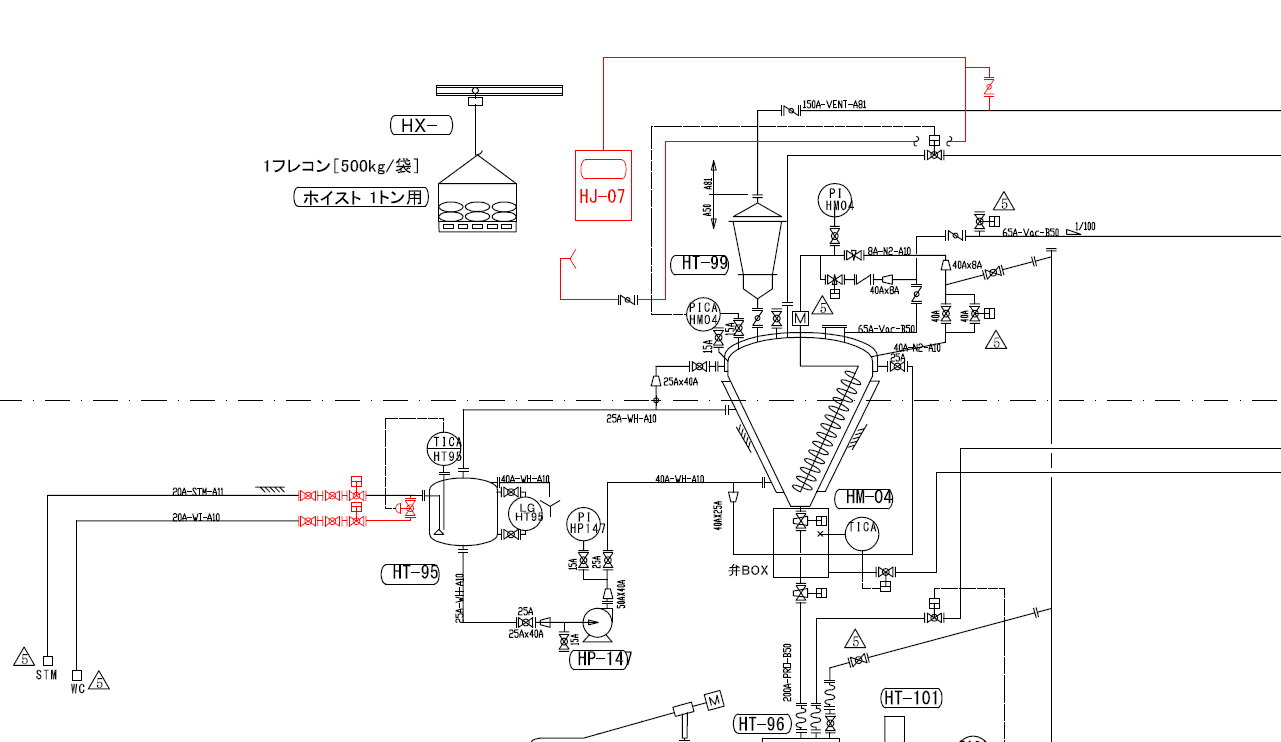 150A-VENT-A81
HX-
1フレコン[500kg/袋]
ホイスト 1トン用
HJ-07
A81
A50
PI
HM04
5
65A-Vac-B50
1/100
HT-99
8A-N2-A10
40Ax8A
40Ax8A
PICA
HM04
5
M
40A
40A
15A
15A
65A-Vac-B50
5
40A-N2-A10
25A
25Ax40A
25A-WH-A10
TICA
HT95
40A-WH-A10
40A-WH-A10
20A-STM-A11
LG
HT95
HM-04
20A-WI-A10
PI
HP147
40AX25A
TICA
HT-95
弁BOX
15A
25A
50AX40A
25A-WH-A10
25A
25Ax40A
15A
5
5
STM
HP-147
200A-PRD-B50
WC
5
M
HT-96
HT-101